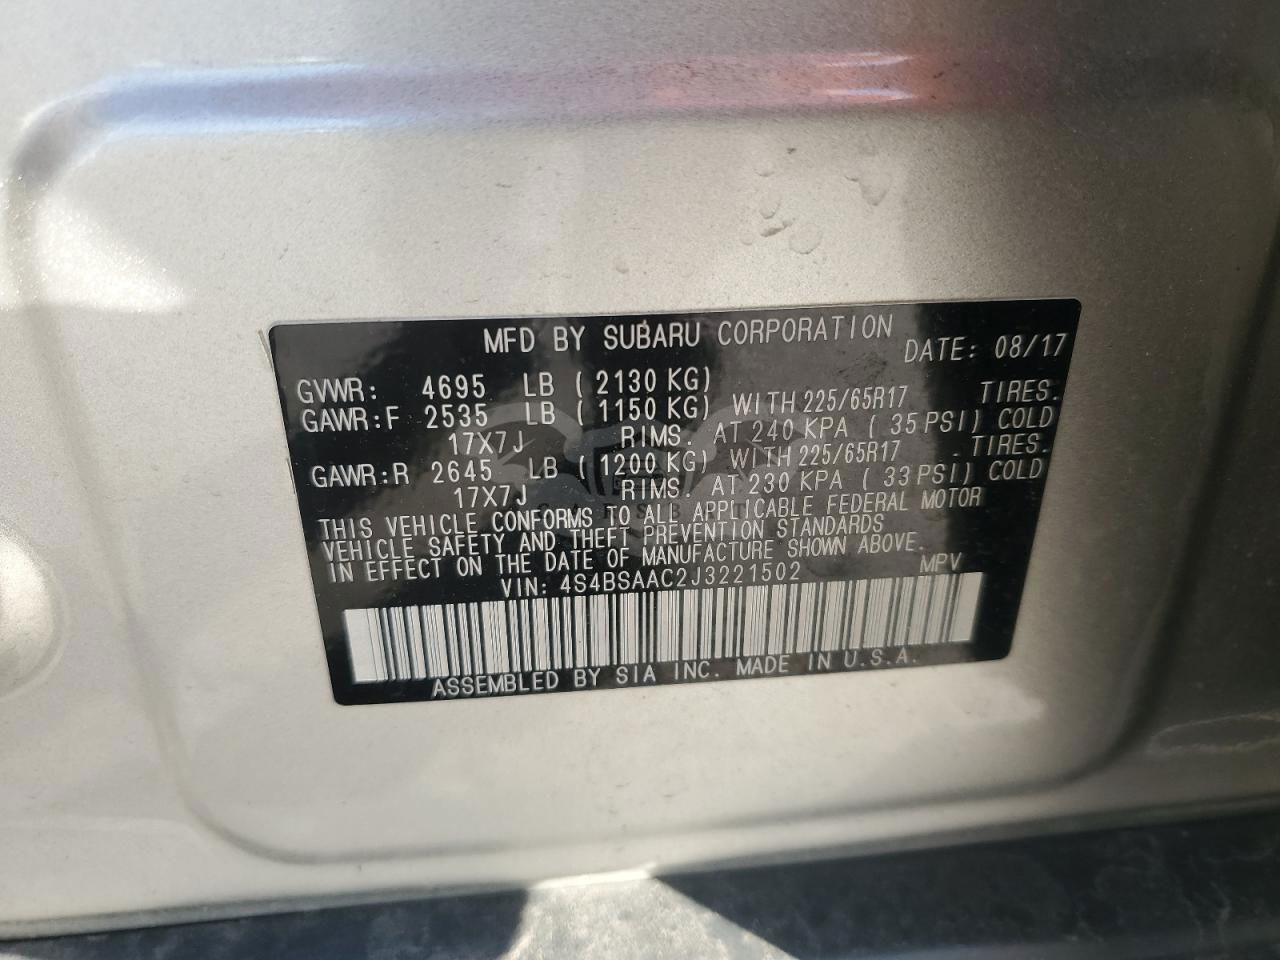 MFD BY SUBARU CORPORATION
DATE: 08/17
GVWR: 4695 LB ( 2130 KG)
GAWR:F 2535 LB ( 1150 KG) WITH 225/65R17 TIRES.
17X7J RIMS. AT 240 KPA ( 35 PSI) COLD
GAWR:R 2645 LB ( 1200 KG) WITH 225/65R17 . TIRES.
17X7J RIMS. AT 230 KPA ( 33 PSI) COLD
THIS VEHICLE CONFORMS TO ALL APPLICABLE FEDERAL MOTOR
VEHICLE SAFETY AND THEFT PREVENTION STANDARDS
IN EFFECT ON THE DATE OF MANUFACTURE SHOWN ABOVE.
VIN: 4S4BSAAC2J3221502 MPV
ASSEMBLED BY SIA INC. MADE IN U.S.A.